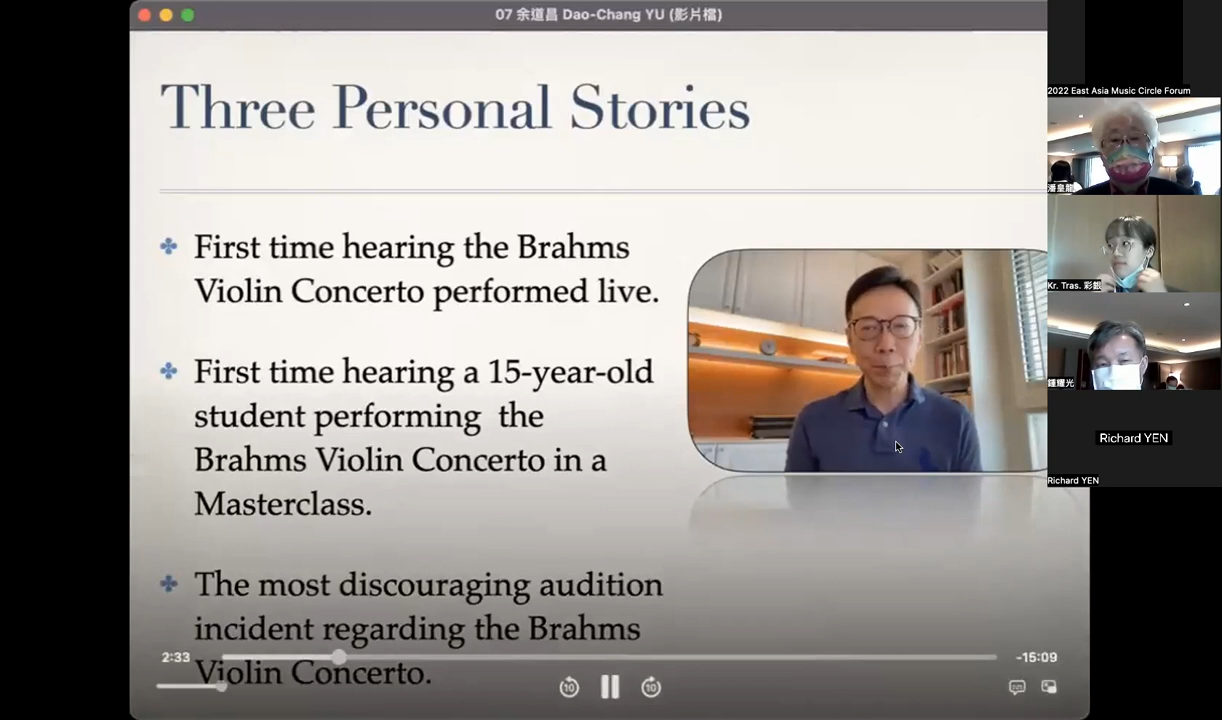 07 余道昌 Dao-Chang YU (影片檔)
Three Personal Stories
First time hearing the Brahms
Violin Concerto performed live.
First time hearing a 15-year-old
student performing the
Brahms Violin Concerto in a
Masterclass.
The most discouraging audition
incident regarding the Brahms
Violin Concerto.
2:33
-15:09
10
10
2022 East Asia Music Circle Forum
潘皇龍
Kr. Tras. 彩銀
鍾耀光
Richard YEN
Richard YEN